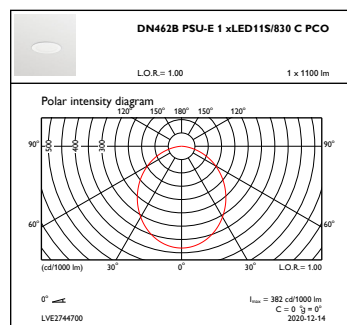 DN462B PSU-E 1 xLED11S/830 C PCO
L.O.R.= 1.00 1 x 1100 lm
Polar intensity diagram
120° 150° 180° 150° 120°
90° 500 400 300 90°
60° 60°
(cd/1000 lm) 30° 0° 30° L.O.R.= 1.00
0° Imax = 382 cd/1000 lm
C = 0 °g = 0°
LVE2744700 2020-12-14